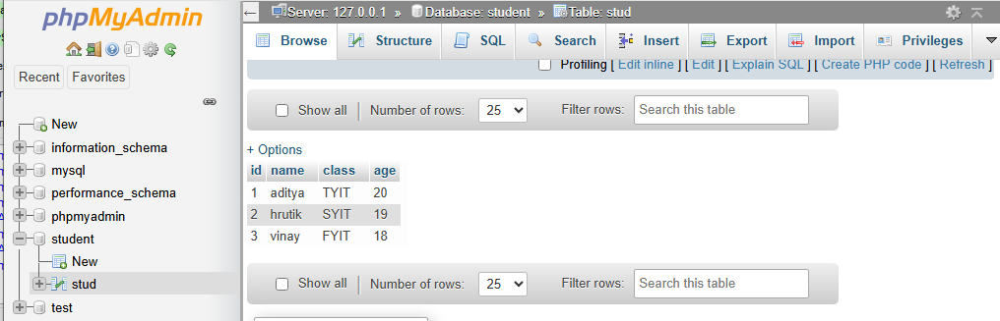 phpMyAdmin
Recent Favorites
New
information_schema
mysql
performance_schema
phpmyadmin
student
New
stud
test
Server: 127.0.0.1 » Database: student » Table: stud
Browse Structure SQL Search Insert Export Import Privileges
Profiling [ Edit inline ] [ Edit ] [ Explain SQL ] [ Create PHP code ] [ Refresh ]
Show all | Number of rows: 25 Filter rows: Search this table
+ Options
id name class age
1 aditya TYIT 20
2 hrutik SYIT 19
3 vinay FYIT 18
Show all | Number of rows: 25 Filter rows: Search this table